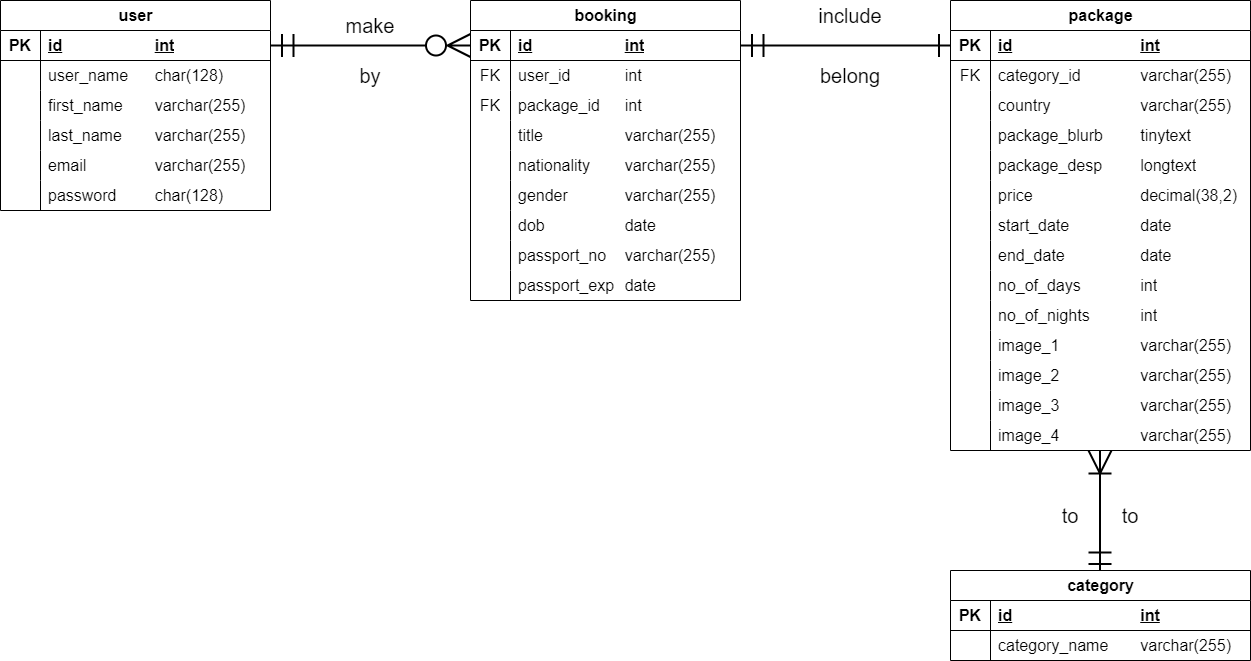 user
PK id int
user_name char(128)
first_name varchar(255)
last_name varchar(255)
email varchar(255)
password char(128)
make
by
booking
PK id int
FK user_id int
FK package_id int
title varchar(255)
nationality varchar(255)
gender varchar(255)
dob date
passport_no varchar(255)
passport_exp date
include
belong
package
PK id int
FK category_id varchar(255)
country varchar(255)
package_blurb tinytext
package_desp longtext
price decimal(38,2)
start_date date
end_date date
no_of_days int
no_of_nights int
image_1 varchar(255)
image_2 varchar(255)
image_3 varchar(255)
image_4 varchar(255)
to to
category
PK id int
category_name varchar(255)